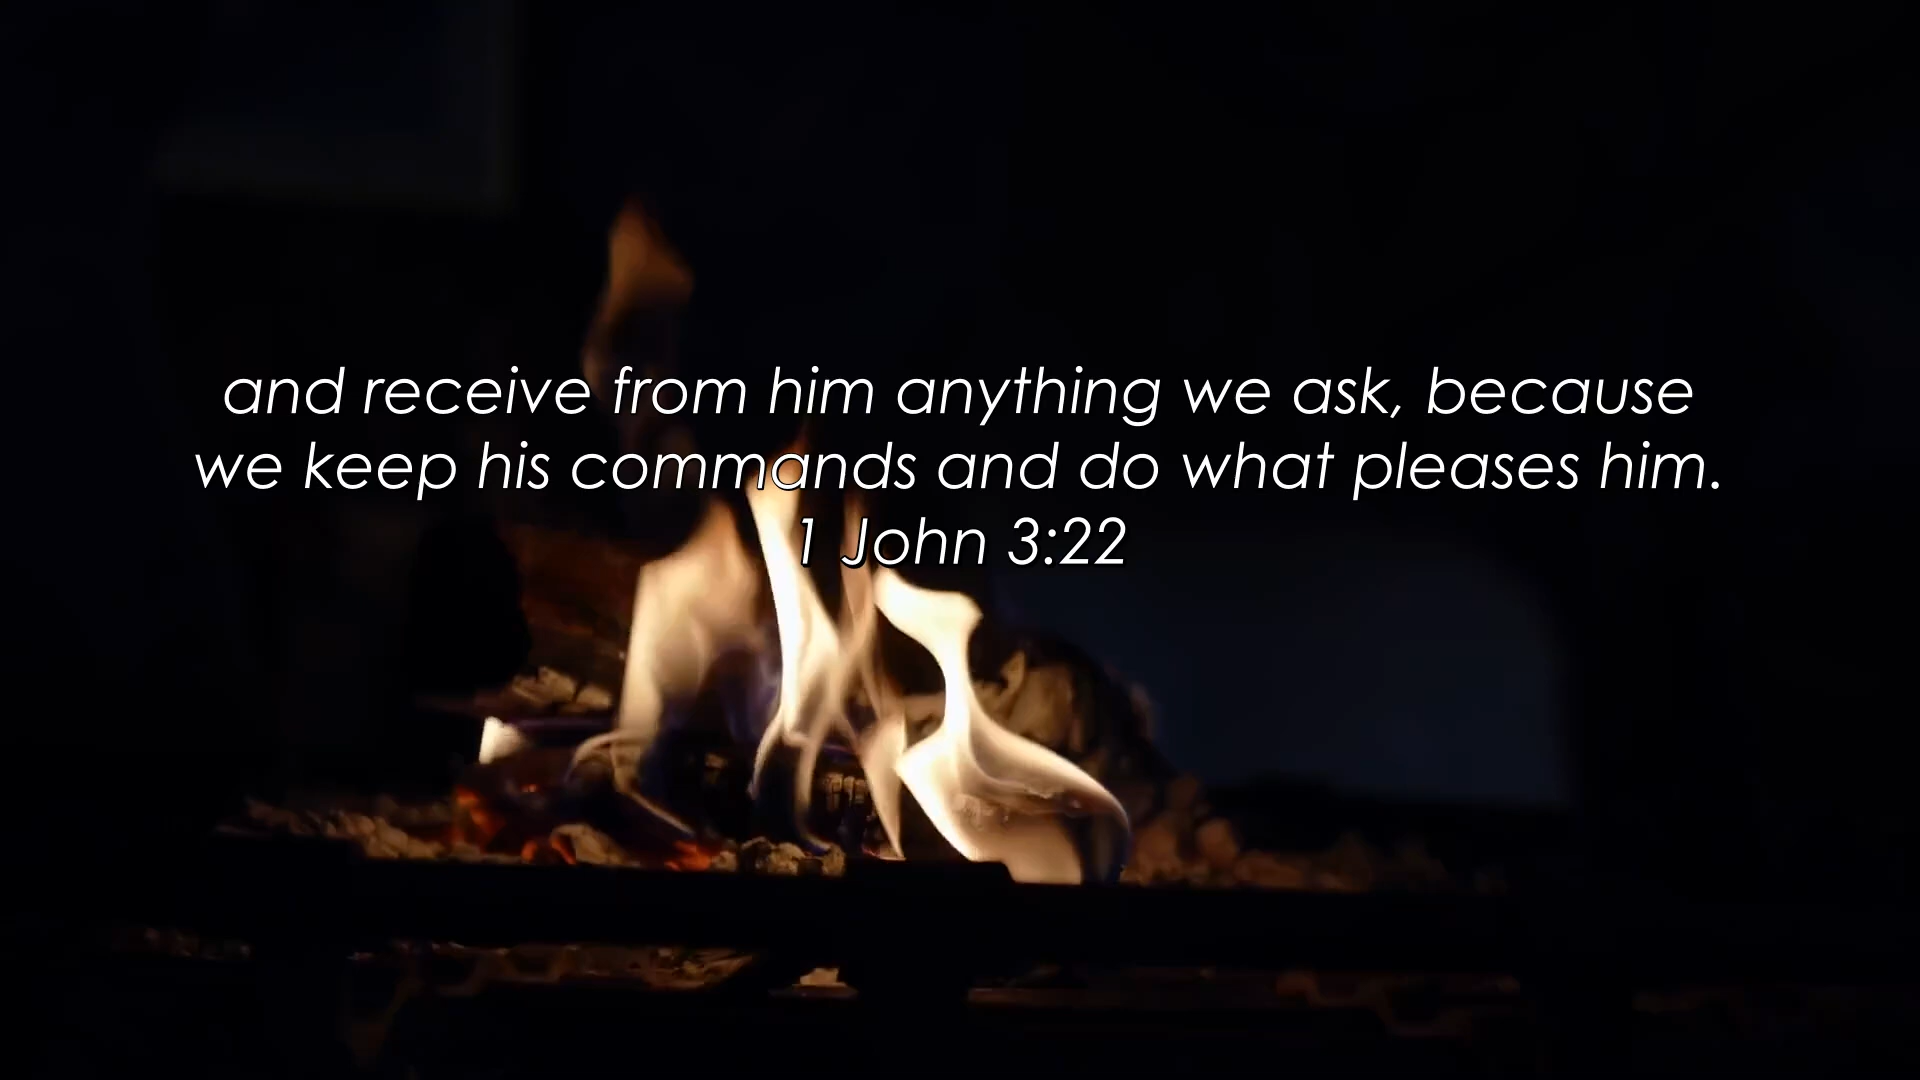 and receive from him anything we ask, because
we keep his commands and do what pleases him.
1 John 3:22